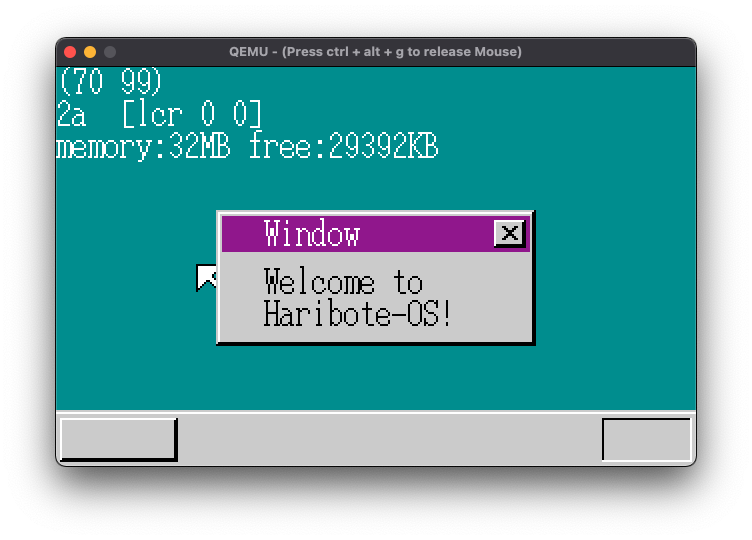 QEMU - (Press ctrl + alt + g to release Mouse)
(70 99)
2a [lcr 0 0]
memory:32MB free:29392KB
Window
Welcome to
Haribote-OS!